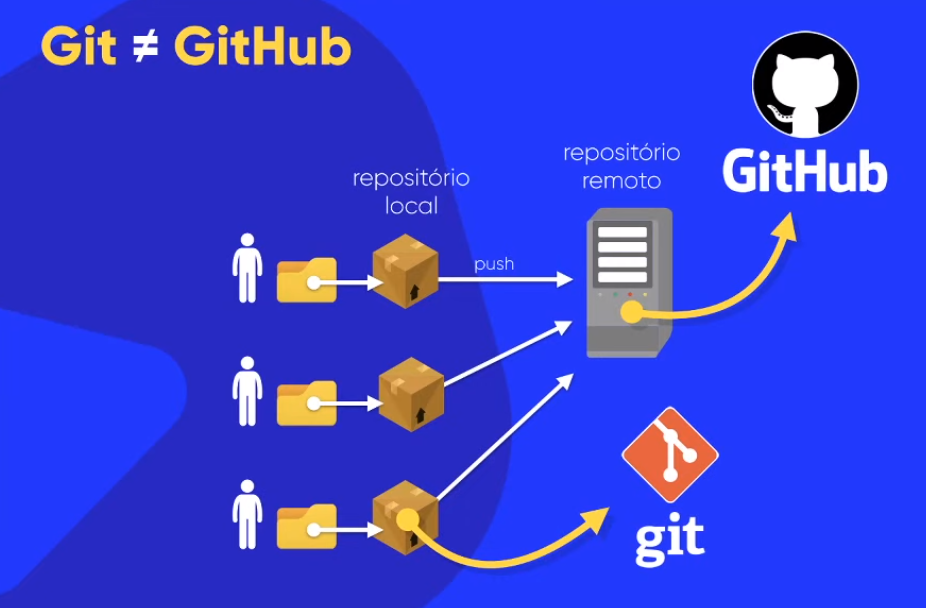 Git ≠ GitHub
GitHub
repositório
remoto
repositório
local
push
git